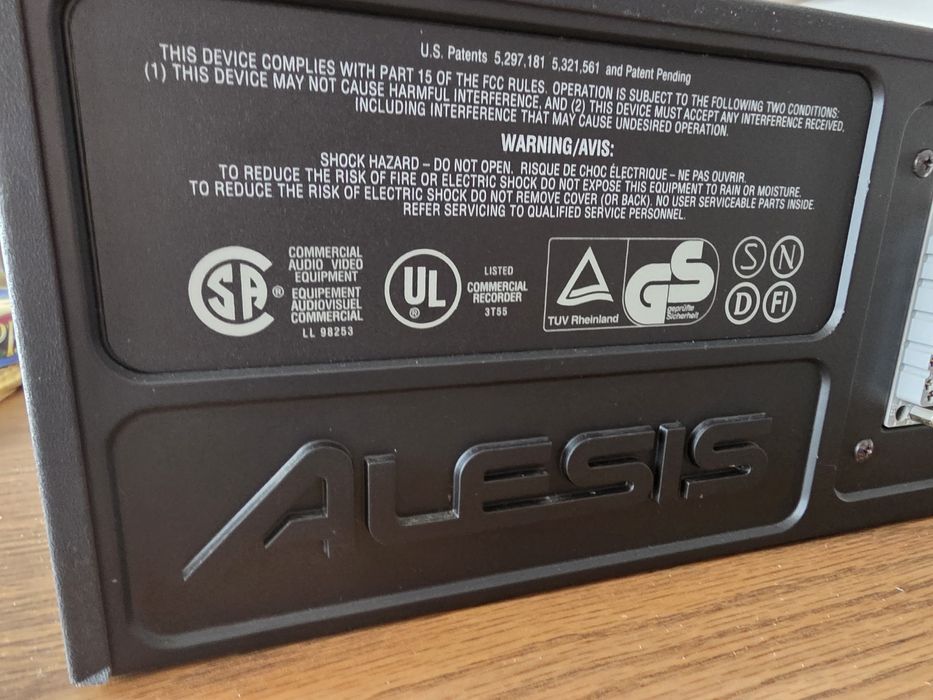 U.S. Patents 5,297,181 5,321,561 and Patent Pending
THIS DEVICE COMPLIES WITH PART 15 OF THE FCC RULES. OPERATION IS SUBJECT TO THE FOLLOWING TWO CONDITIONS:
(1) THIS DEVICE MAY NOT CAUSE HARMFUL INTERFERENCE, AND (2) THIS DEVICE MUST ACCEPT ANY INTERFERENCE RECEIVED,
INCLUDING INTERFERENCE THAT MAY CAUSE UNDESIRED OPERATION.
WARNING/AVIS:
SHOCK HAZARD – DO NOT OPEN. RISQUE DE CHOC ÉLECTRIQUE – NE PAS OUVRIR.
TO REDUCE THE RISK OF FIRE OR ELECTRIC SHOCK DO NOT EXPOSE THIS EQUIPMENT TO RAIN OR MOISTURE.
TO REDUCE THE RISK OF ELECTRIC SHOCK DO NOT REMOVE COVER (OR BACK). NO USER SERVICEABLE PARTS INSIDE.
REFER SERVICING TO QUALIFIED SERVICE PERSONNEL.
CSA ®
COMMERCIAL
AUDIO VIDEO
EQUIPMENT
EQUIPEMENT
AUDIOVISUEL
COMMERCIAL
LL 98253
UL ®
LISTED
COMMERCIAL
RECORDER
3T55
TUV Rheinland
GS
geprüfte
Sicherheit
S N
D FI
ALESIS